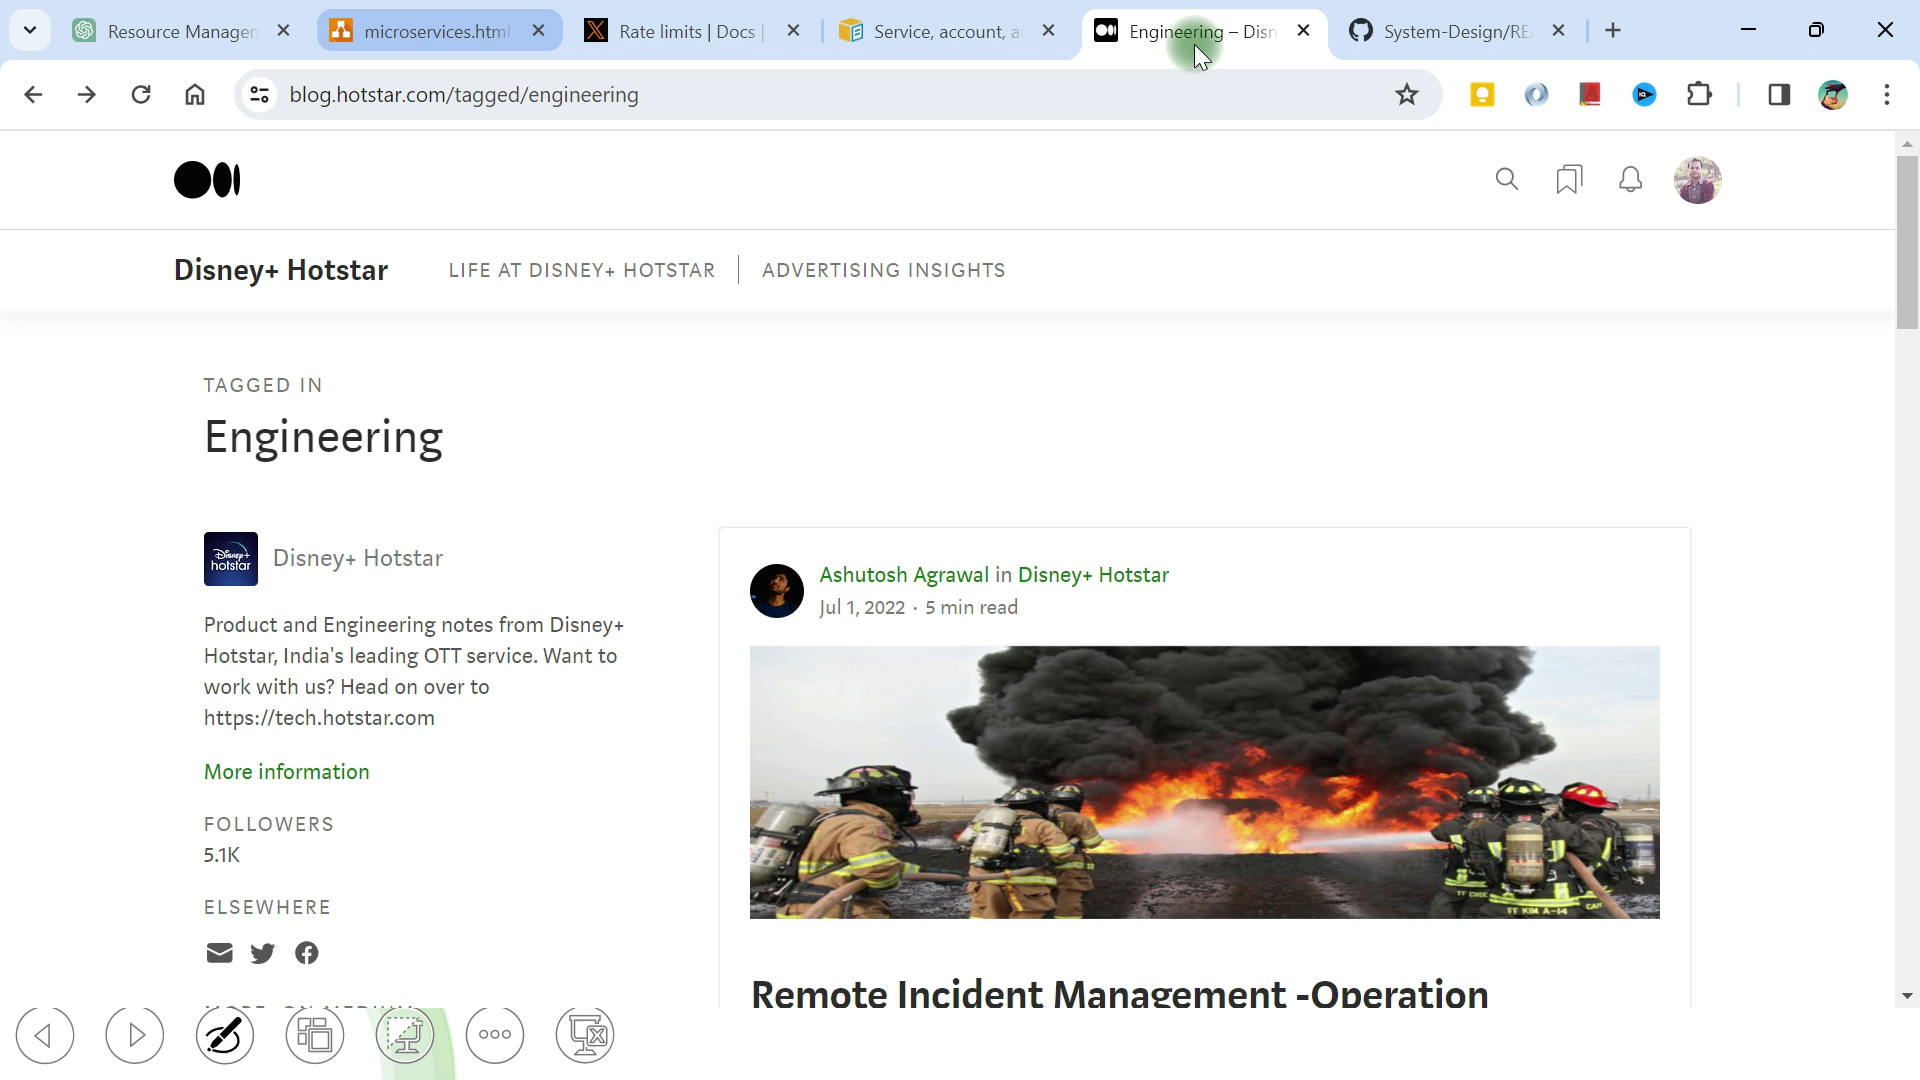 Resource Manager
microservices.html
Rate limits | Docs |
Service, account, a
Engineering – Disn
System-Design/RE
blog.hotstar.com/tagged/engineering
Disney+ Hotstar
LIFE AT DISNEY+ HOTSTAR
ADVERTISING INSIGHTS
TAGGED IN
Engineering
Disney+ hotstar
Disney+ Hotstar
Product and Engineering notes from Disney+
Hotstar, India's leading OTT service. Want to
work with us? Head on over to
https://tech.hotstar.com
More information
FOLLOWERS
5.1K
ELSEWHERE
Ashutosh Agrawal in Disney+ Hotstar
Jul 1, 2022 · 5 min read
Remote Incident Management -Operation